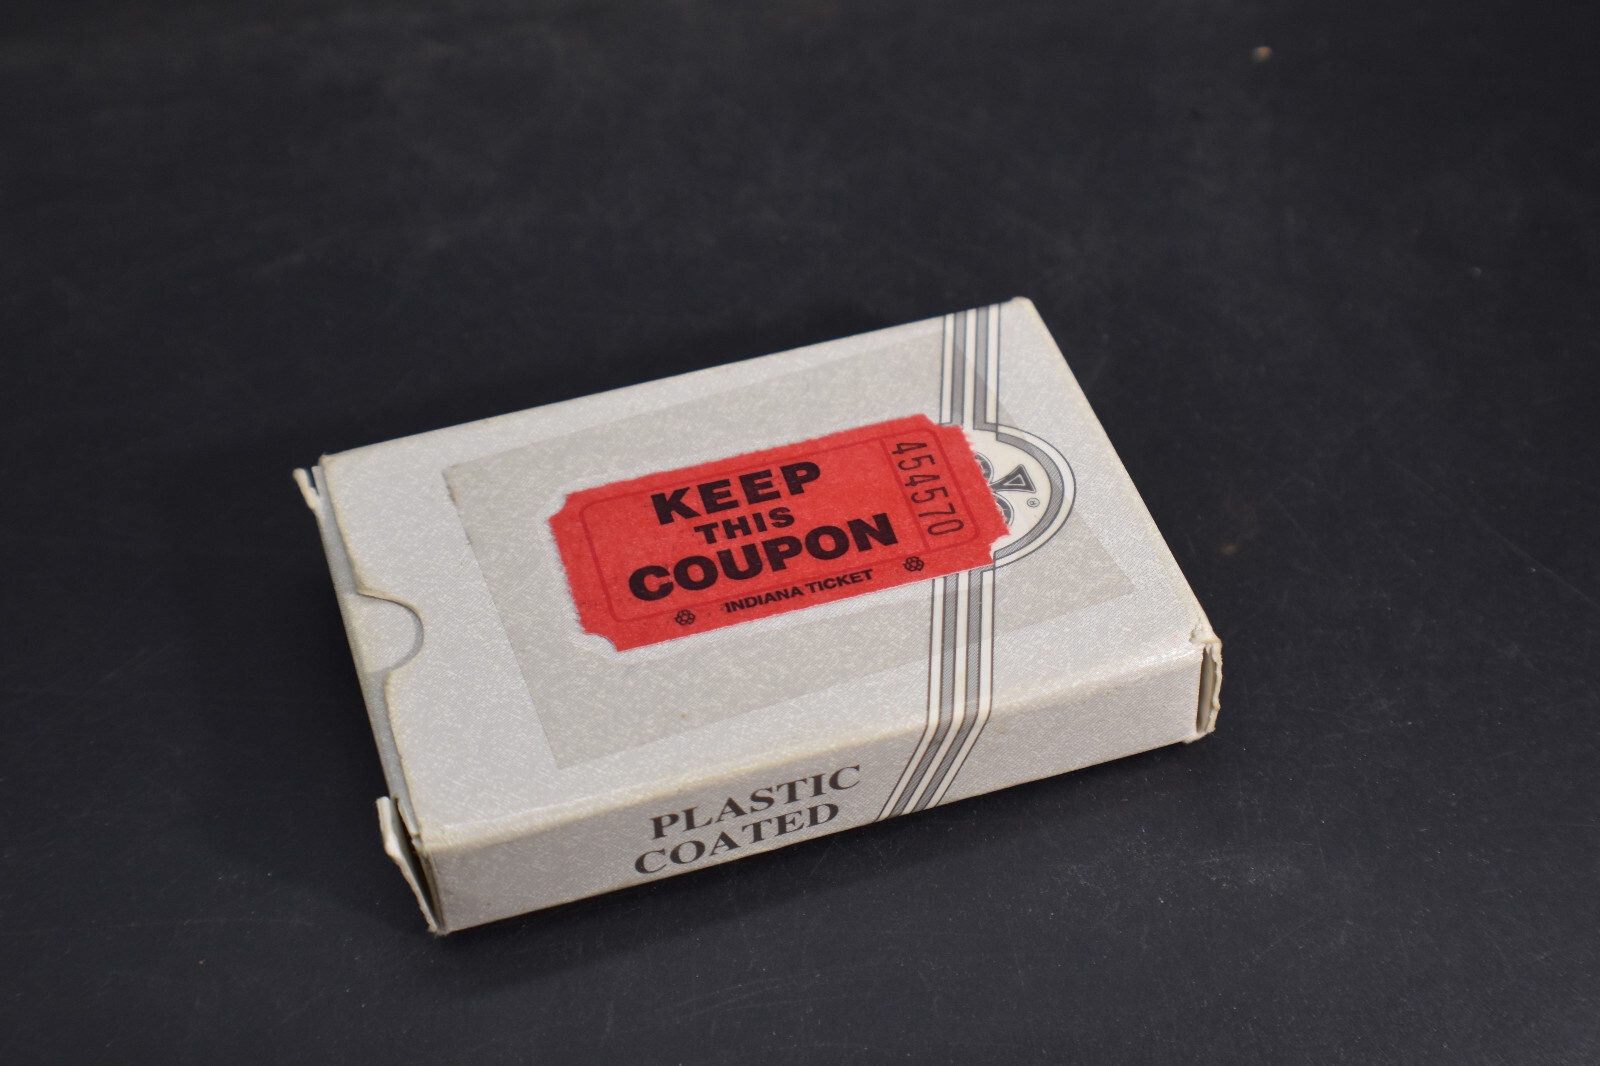 KEEP
THIS
COUPON
INDIANA TICKET
454570
®
PLASTIC
COATED